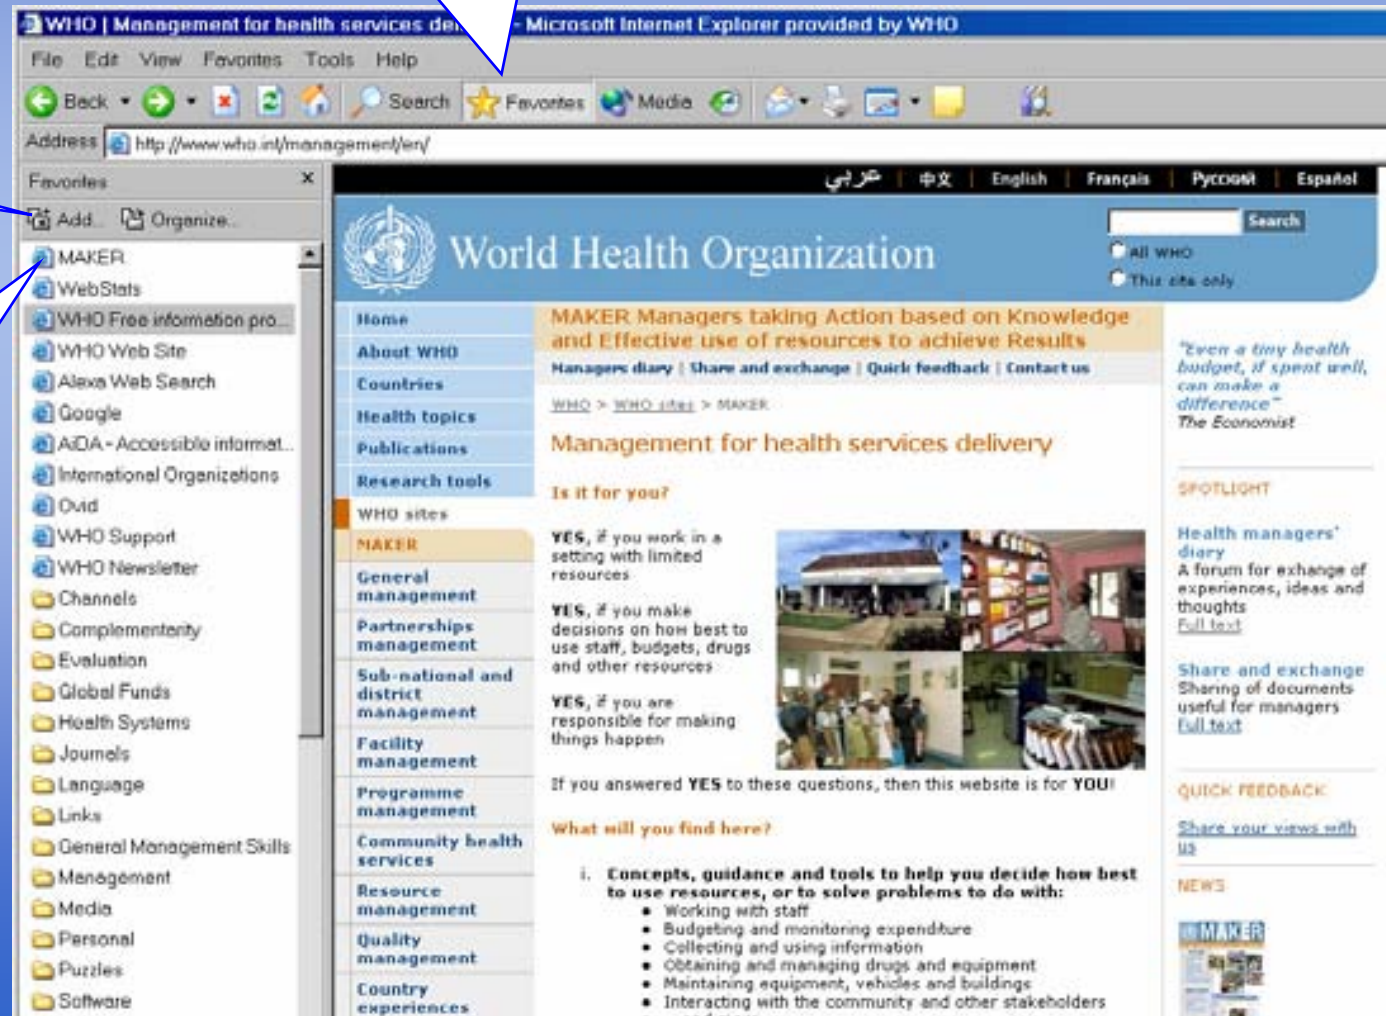 WHO | Management for health services del - Microsoft Internet Explorer provided by WHO
File Edit View Favorites Tools Help
Back Search Favorites Media
Address http://www.who.int/management/en/
Favorites x
Add... Organize...
MAKER
WebStats
WHO Free information pro...
WHO Web Site
Alexa Web Search
Google
AiDA - Accessible informat...
International Organizations
Ovid
WHO Support
WHO Newsletter
Channels
Complementarity
Evaluation
Global Funds
Health Systems
Journals
Language
Links
General Management Skills
Management
Media
Personal
Puzzles
Software
عربي | 中文 | English | Français | Русский | Español
World Health Organization
Search
All WHO
This site only
Home
About WHO
Countries
Health topics
Publications
Research tools
WHO sites
MAKER
General
management
Partnerships
management
Sub-national and
district
management
Facility
management
Programme
management
Community health
services
Resource
management
Quality
management
Country
experiences
MAKER Managers taking Action based on Knowledge
and Effective use of resources to achieve Results
Managers diary | Share and exchange | Quick feedback | Contact us
WHO > WHO sites > MAKER
Management for health services delivery
Is it for you?
YES, if you work in a
setting with limited
resources
YES, if you make
decisions on how best to
use staff, budgets, drugs
and other resources
YES, if you are
responsible for making
things happen
If you answered YES to these questions, then this website is for YOU!
What will you find here?
i. Concepts, guidance and tools to help you decide how best
to use resources, or to solve problems to do with:
• Working with staff
• Budgeting and monitoring expenditure
• Collecting and using information
• Obtaining and managing drugs and equipment
• Maintaining equipment, vehicles and buildings
• Interacting with the community and other stakeholders
"Even a tiny health
budget, if spent well,
can make a
difference"
The Economist
SPOTLIGHT
Health managers'
diary
A forum for exhange of
experiences, ideas and
thoughts
Full text
Share and exchange
Sharing of documents
useful for managers
Full text
QUICK FEEDBACK
Share your views with
us
NEWS
MAKER